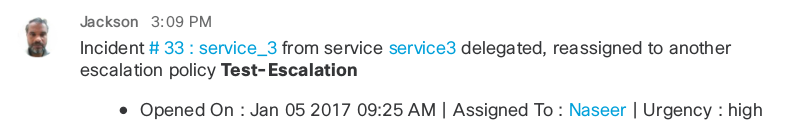 Jackson 3:09 PM
Incident # 33 : service_3 from service service3 delegated, reassigned to another
escalation policy Test-Escalation
• Opened On : Jan 05 2017 09:25 AM | Assigned To : Naseer | Urgency : high